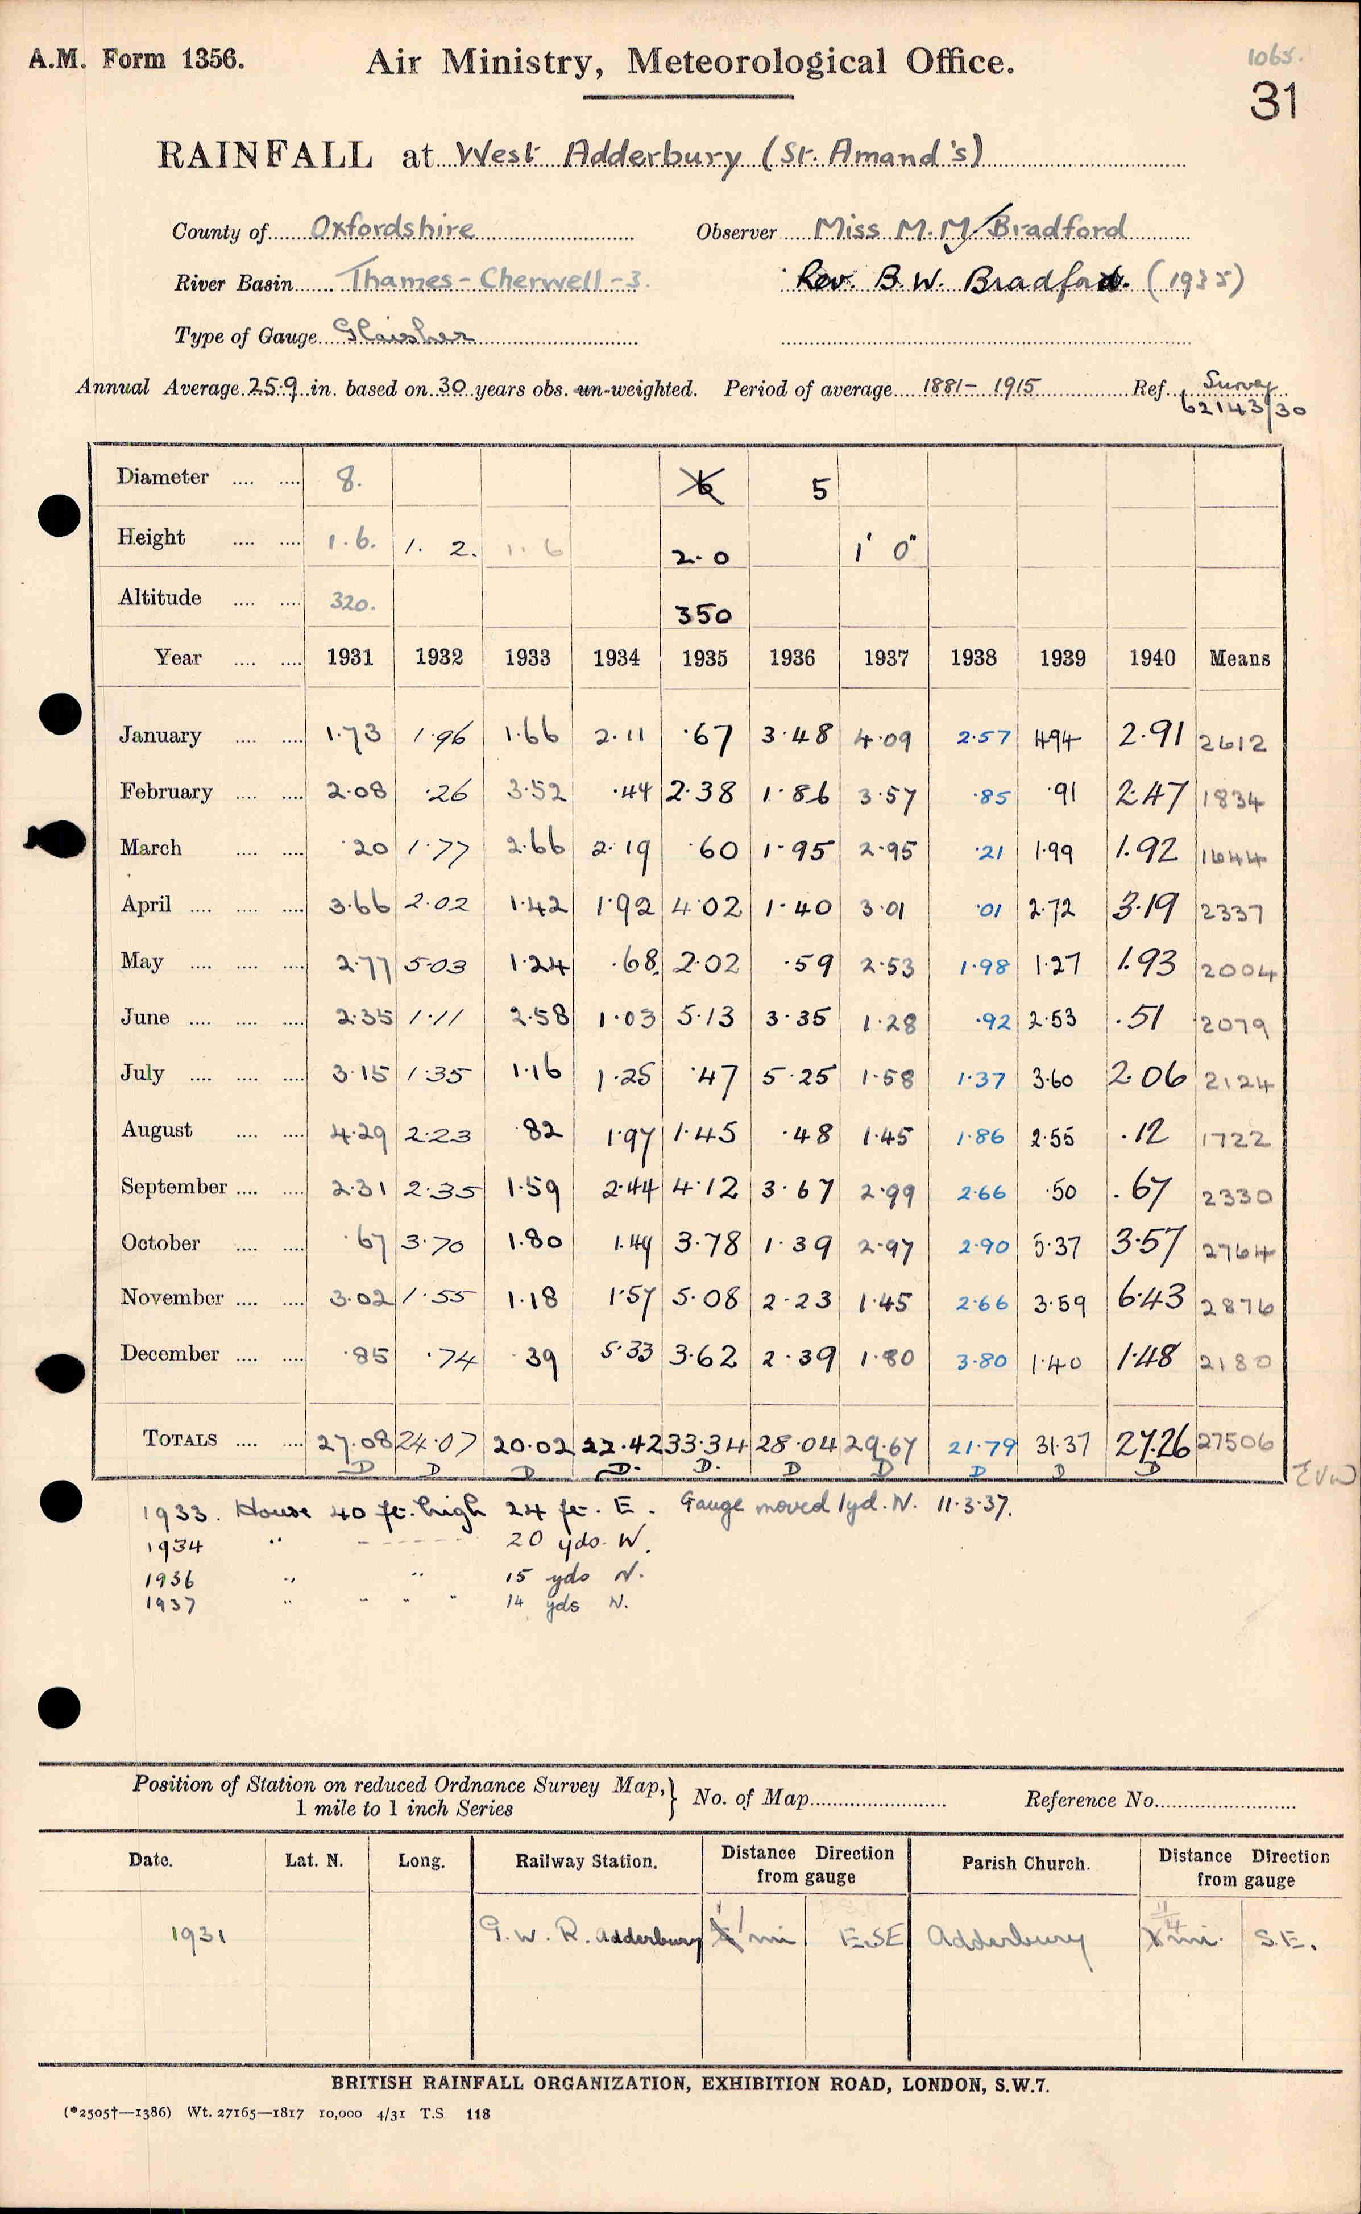 A.M. Form 1356. Air Ministry, Meteorological Office. 1065.
31
RAINFALL at West Adderbury (St. Amand's)
County of Oxfordshire Observer Miss M. M. Bradford
River Basin Thames-Cherwell-3. Rev. B. W. Bradford. (1935)
Type of Gauge Glaisher
Annual Average 25.9 in. based on 30 years obs. un-weighted. Period of average 1881-1915 Ref. Survey 62143/30
Diameter .... .... 8. 6 5
Height .... .... 1.6. 1. 2. 1.6 2-0 1' 0"
Altitude .... .... 320. 350
Year .... .... 1931 1932 1933 1934 1935 1936 1937 1938 1939 1940 Means
January .... .... 1.73 1.96 1.66 2.11 .67 3.48 4.09 2.57 4.94 2.91 2612
February .... .... 2.08 .26 3.52 .44 2.38 1.86 3.57 .85 .91 2.47 1834
March .... .... .20 1.77 2.66 2.19 .60 1.95 2.95 .21 1.99 1.92 1644
April .... .... .... 3.66 2.02 1.42 1.92 4.02 1.40 3.01 .01 2.72 3.19 2337
May .... .... .... 2.77 5.03 1.24 .68 2.02 .59 2.53 1.98 1.27 1.93 2004
June .... .... .... 2.35 1.11 2.58 1.03 5.13 3.35 1.28 .92 2.53 .51 2079
July .... .... .... 3.15 1.35 1.16 1.25 .47 5.25 1.58 1.37 3.60 2.06 2124
August .... .... 4.29 2.23 .82 1.97 1.45 .48 1.45 1.86 2.55 .12 1722
September .... .... 2.31 2.35 1.59 2.44 4.12 3.67 2.99 2.66 .50 .67 2330
October .... .... .67 3.70 1.80 1.49 3.78 1.39 2.97 2.90 5.37 3.57 2764
November .... .... 3.02 1.55 1.18 1.57 5.08 2.23 1.45 2.66 3.59 6.43 2876
December .... .... .85 .74 .39 5.33 3.62 2.39 1.80 3.80 1.40 1.48 2180
TOTALS .... .... 27.08 24.07 20.02 22.42 33.34 28.04 29.67 21.79 31.37 27.26 27506
D D D D. D. D D D D D EVW
1933. House 40 ft. high 24 ft. E. Gauge moved 1yd. N. 11.3.37.
1934 " - - - - - - 20 yds. W.
1936 " " 15 yds N.
1937 " " " " 14 yds N.
Position of Station on reduced Ordnance Survey Map, 1 mile to 1 inch Series } No. of Map Reference No.
Date. Lat. N. Long. Railway Station. Distance Direction from gauge Parish Church. Distance Direction from gauge
1931 G.W.R. Adderbury 1 mi ESE Adderbury 1/4 mi. S.E.
BRITISH RAINFALL ORGANIZATION, EXHIBITION ROAD, LONDON, S.W.7.
(*2505†—1386) Wt. 27165—1817 10,000 4/31 T.S 118